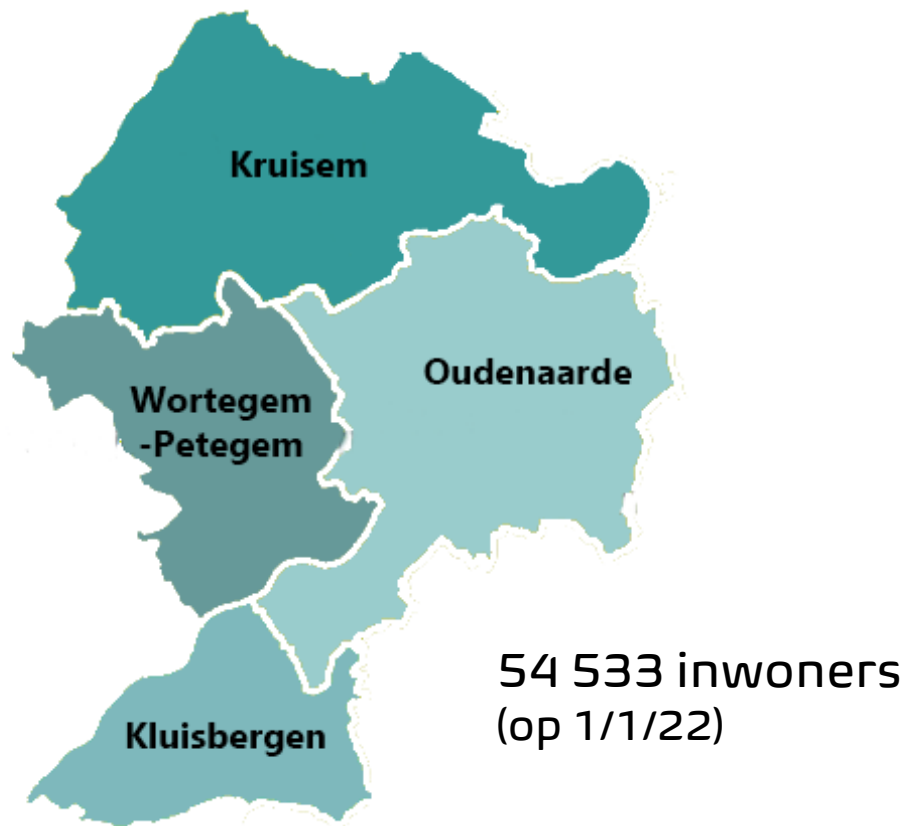 Kruisem
Oudenaarde
Wortegem
-Petegem
54 533 inwoners
(op 1/1/22)
Kluisbergen